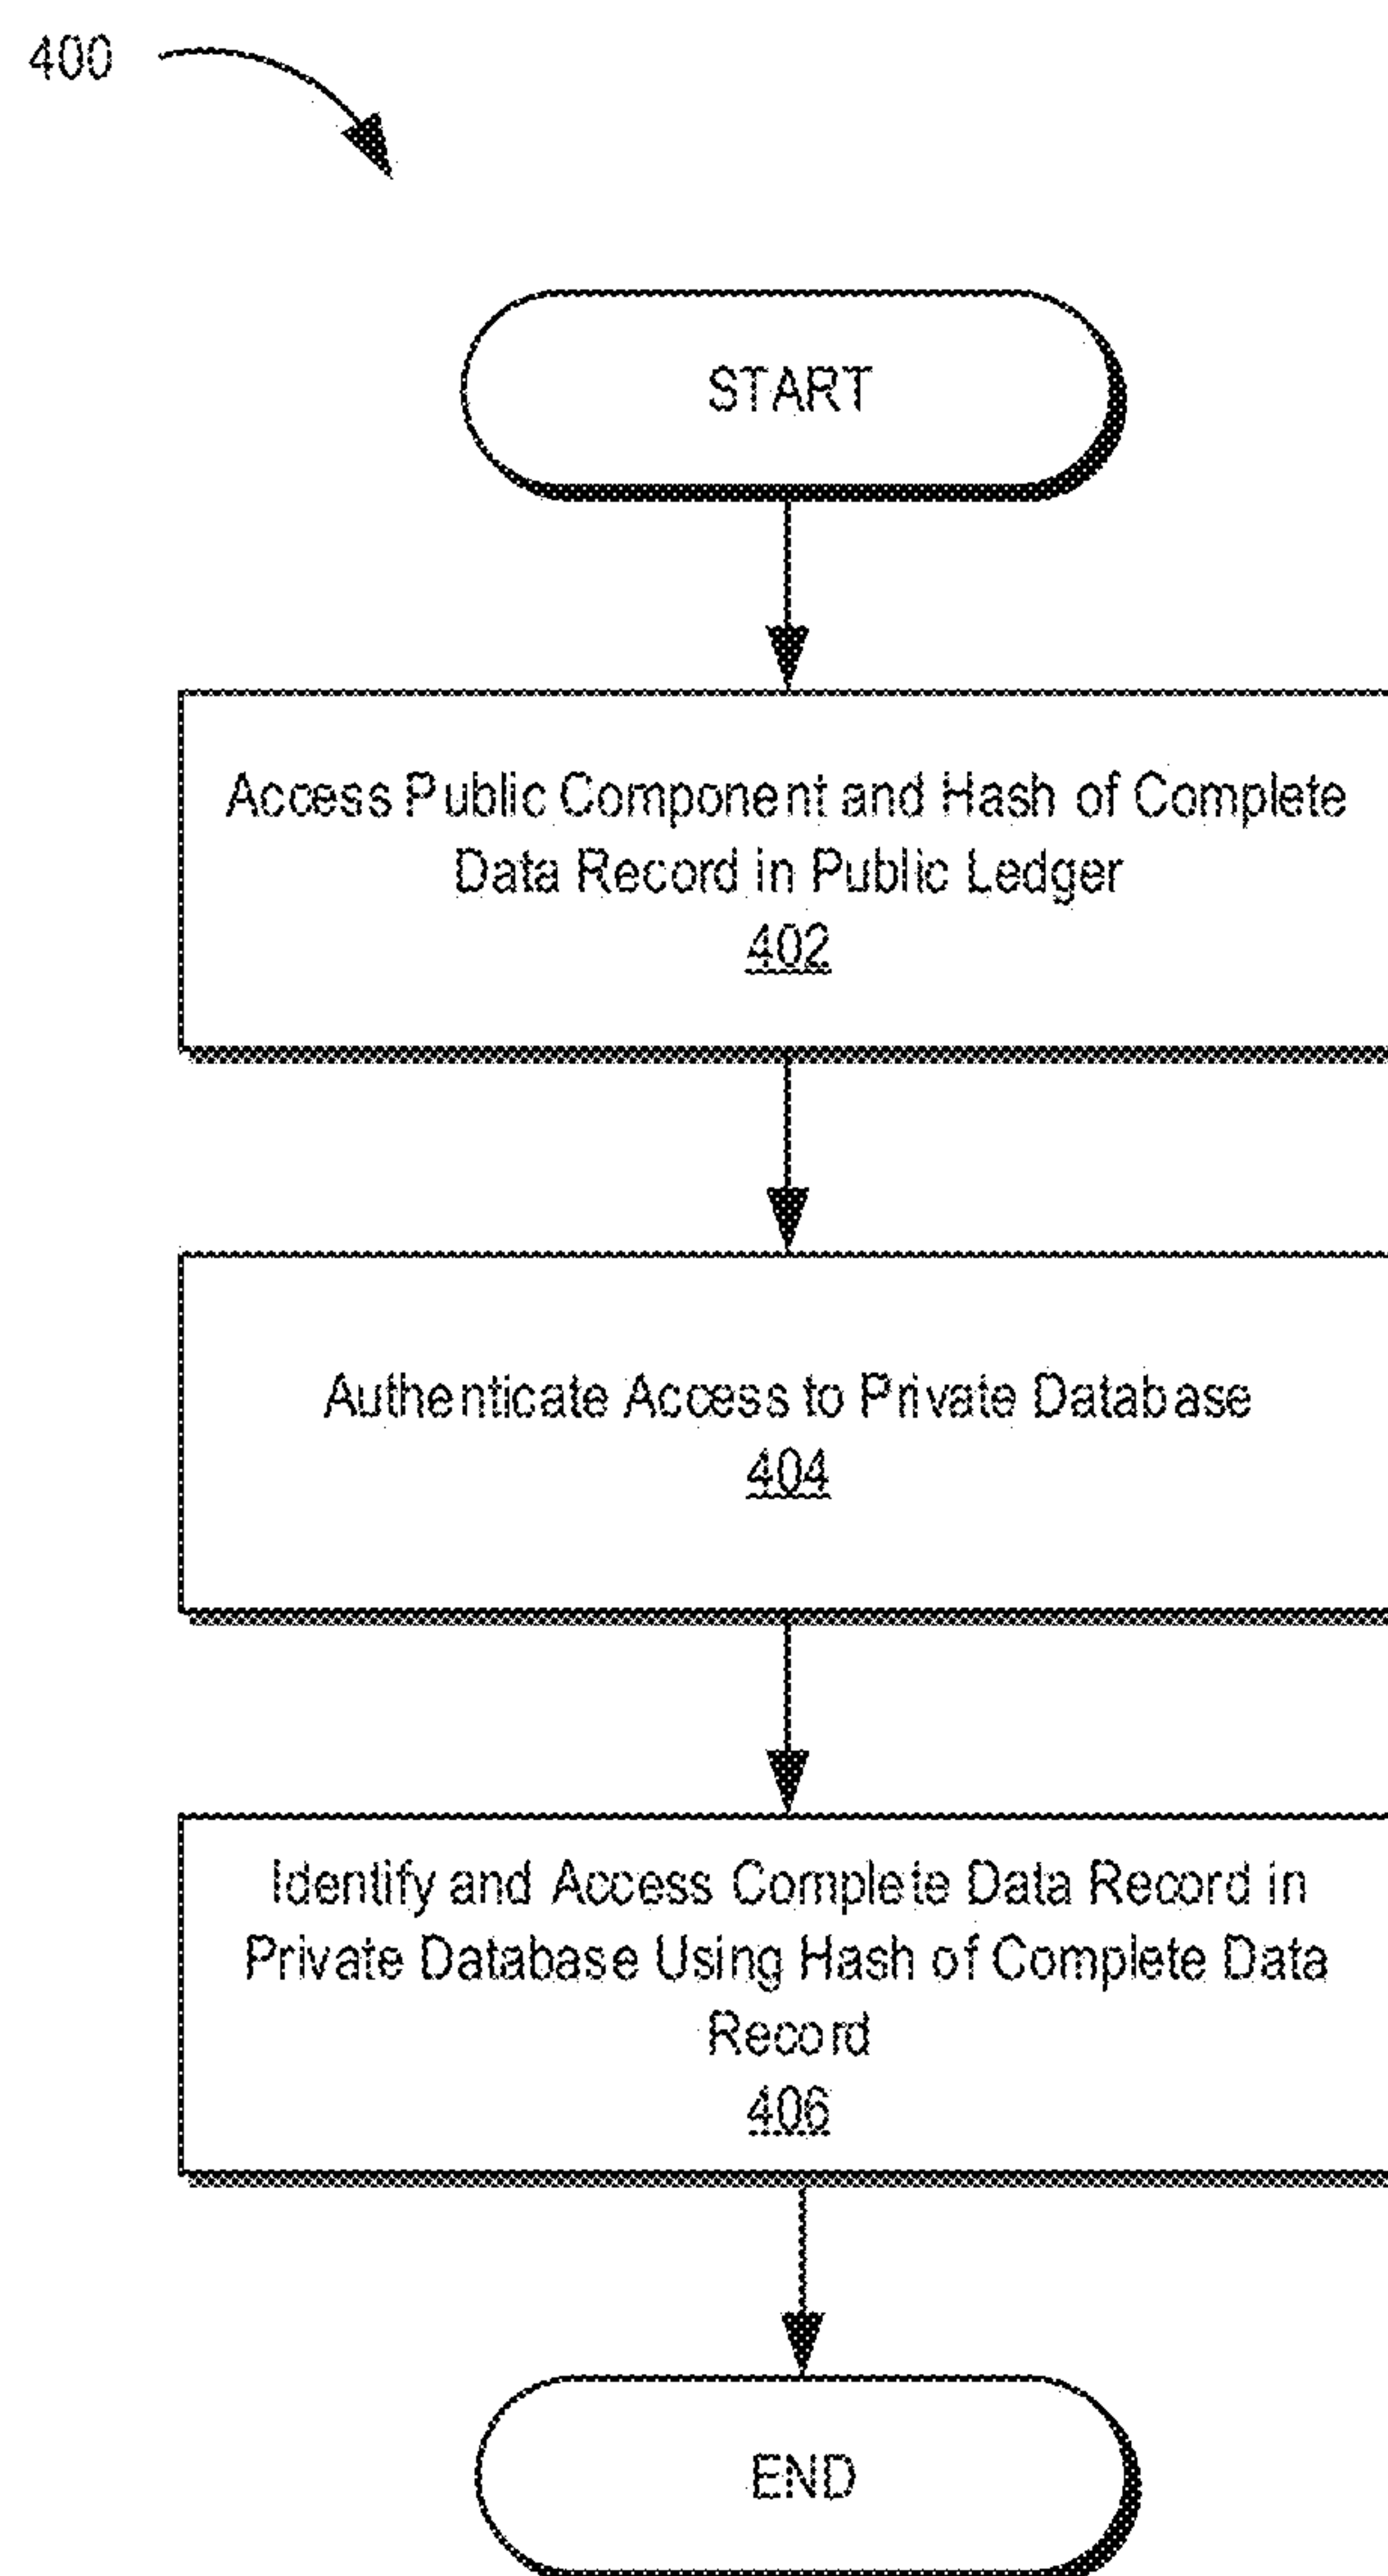 400
START
Access Public Component and Hash of Complete
Data Record in Public Ledger
402
Authenticate Access to Private Database
404
Identify and Access Complete Data Record in
Private Database Using Hash of Complete Data
Record
406
END